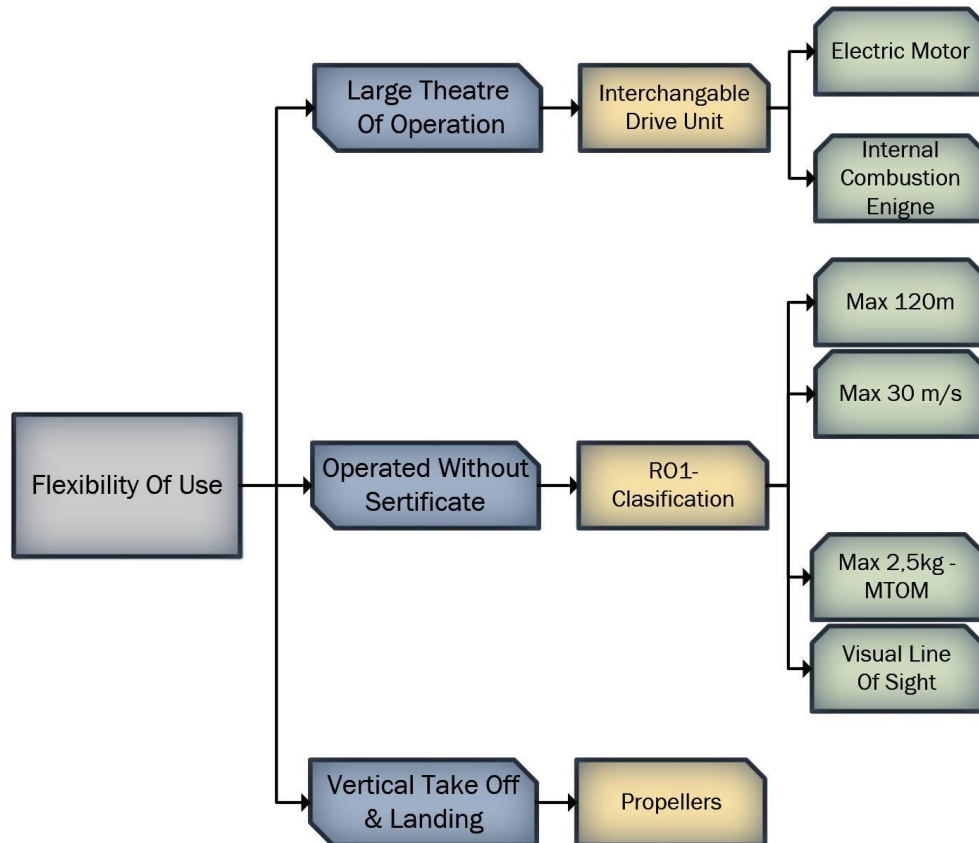 Electric Motor
Large Theatre
Of Operation
Interchangable
Drive Unit
Internal
Combustion
Enigne
Max 120m
Max 30 m/s
Flexibility Of Use
Operated Without
Sertificate
RO1-
Clasification
Max 2,5kg -
MTOM
Visual Line
Of Sight
Vertical Take Off
& Landing
Propellers